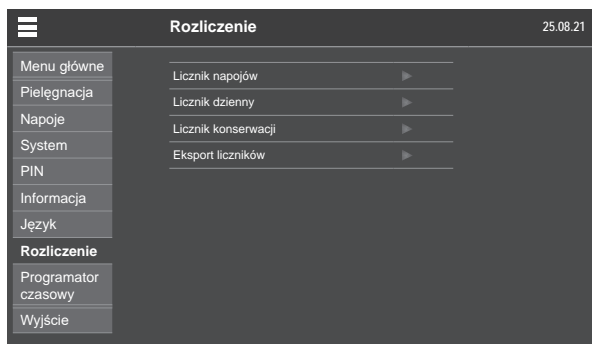 Rozliczenie
25.08.21
Menu główne
Pielęgnacja
Napoje
System
PIN
Informacja
Język
Rozliczenie
Programator
czasowy
Wyjście
Licznik napojów
Licznik dzienny
Licznik konserwacji
Eksport liczników